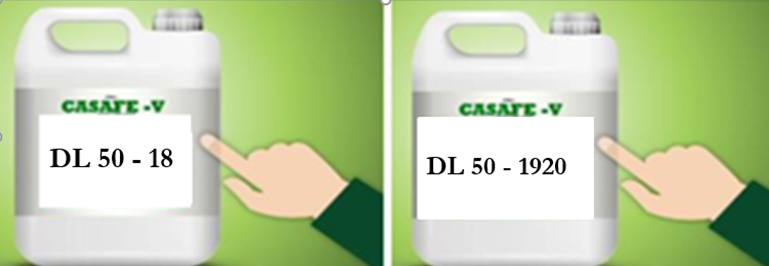 CASAFE -V
DL 50 - 18
CASAFE -V
DL 50 - 1920